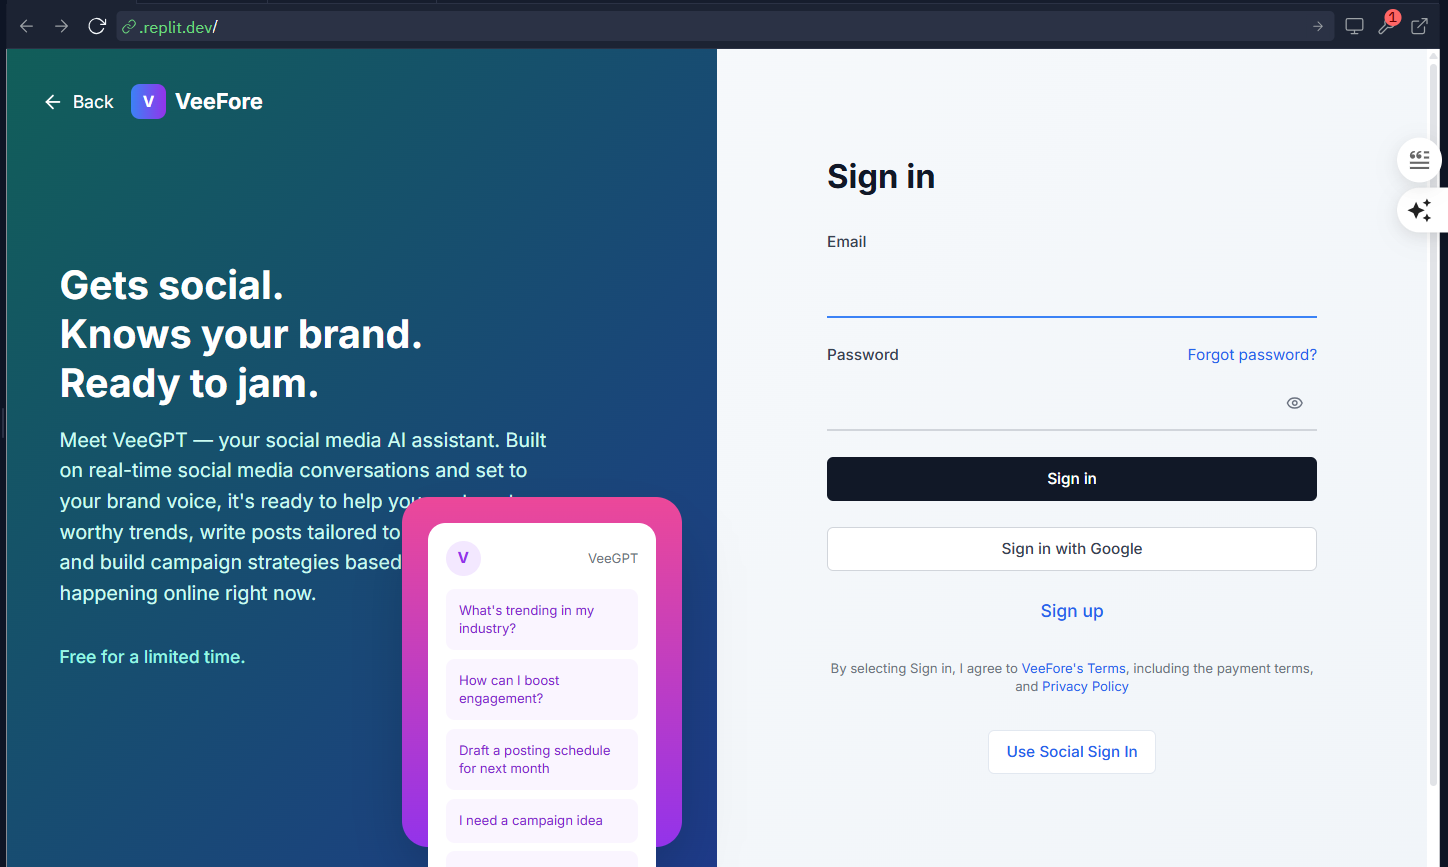 .replit.dev/
1
Back
V
VeeFore
Gets social.
Knows your brand.
Ready to jam.
Meet VeeGPT — your social media AI assistant. Built
on real-time social media conversations and set to
your brand voice, it's ready to help you
worthy trends, write posts tailored to
and build campaign strategies based
happening online right now.
Free for a limited time.
V
VeeGPT
What's trending in my
industry?
How can I boost
engagement?
Draft a posting schedule
for next month
I need a campaign idea
Sign in
Email
Password
Forgot password?
Sign in
Sign in with Google
Sign up
By selecting Sign in, I agree to VeeFore's Terms, including the payment terms,
and Privacy Policy
Use Social Sign In